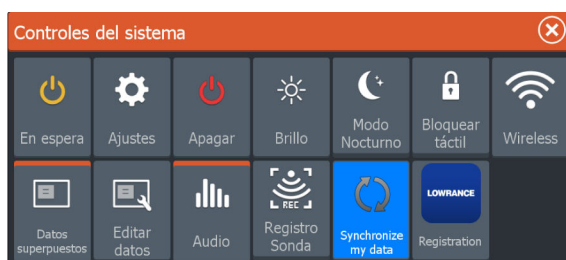 Controles del sistema
En espera
Ajustes
Apagar
Brillo
Modo
Nocturno
Bloquear
táctil
Wireless
Datos
superpuestos
Editar
datos
Audio
REC
Registro
Sonda
Synchronize
my data
LOWRANCE
Registration